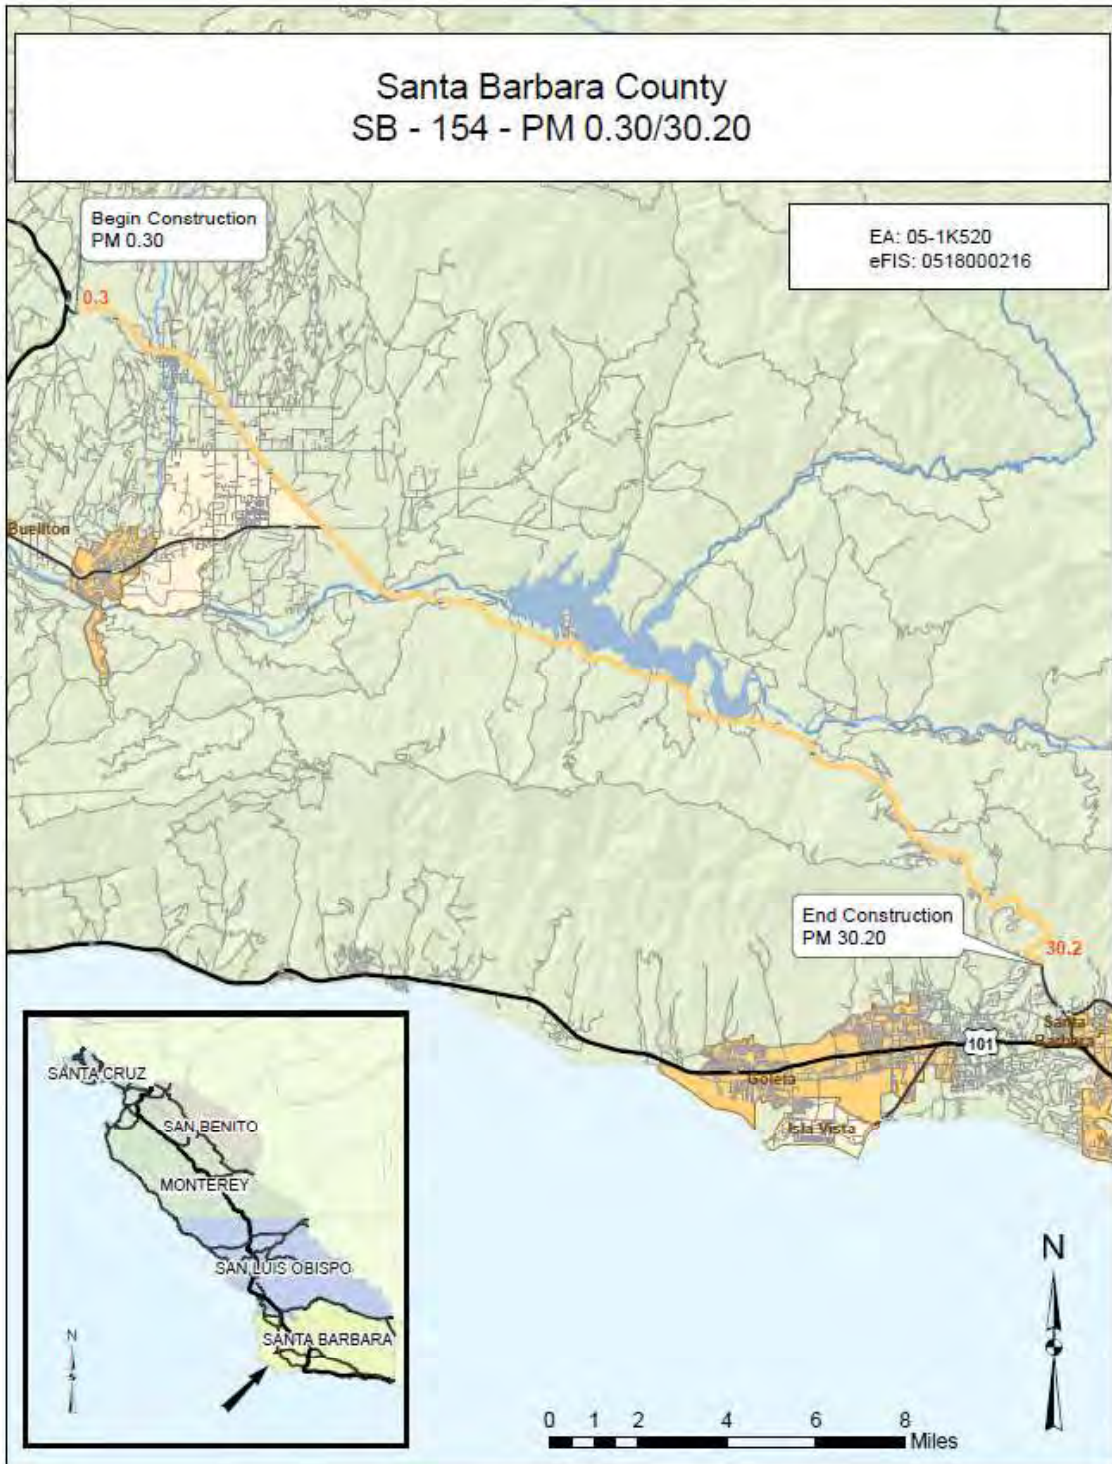 Santa Barbara County
SB - 154 - PM 0.30/30.20
Begin Construction
PM 0.30
EA: 05-1K520
eFIS: 0518000216
0.3
Buellton
End Construction
PM 30.20
30.2
Santa
Barbara
101
Goleta
Isla Vista
SANTA CRUZ
SAN BENITO
MONTEREY
SAN LUIS OBISPO
SANTA BARBARA
N
N
0 1 2 4 6 8
Miles